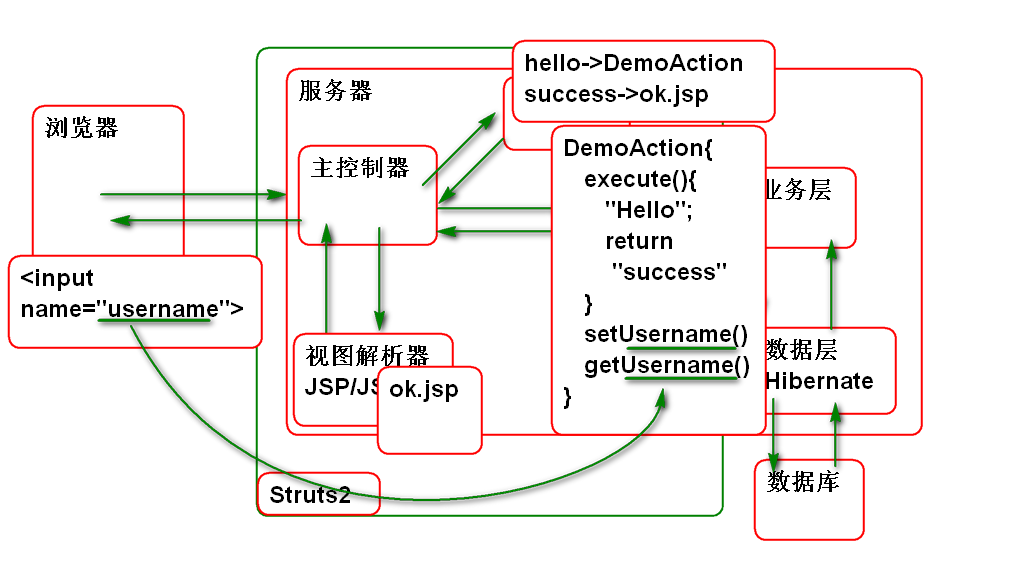 hello->DemoAction
success->ok.jsp
服务器
浏览器
主控制器
DemoAction{
execute(){
"Hello";
return
"success"
}
setUsername()
getUsername()
}
业务层
<input
name="username">
视图解析器
JSP/JS
ok.jsp
数据层
Hibernate
Struts2
数据库